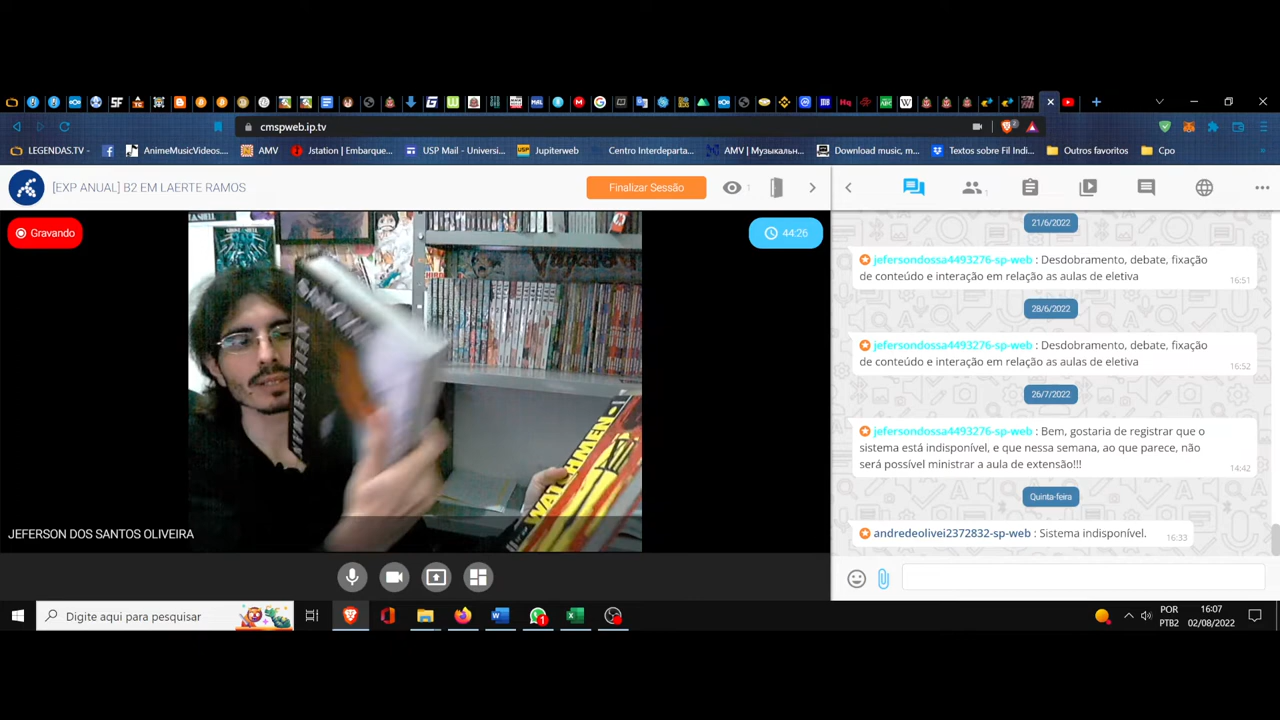 cmspweb.ip.tv
2
LEGENDAS.TV -
AnimeMusicVideos...
AMV
Jstation | Embarque...
USP Mail - Universi...
Jupiterweb
Centro Interdeparta...
AMV | Музыкальн...
Download music, m...
Textos sobre Fil Indi...
Outros favoritos
Cpo
[EXP ANUAL] B2 EM LAERTE RAMOS
Finalizar Sessão
1
1
Gravando
44:26
21/6/2022
jefersondossa4493276-sp-web : Desdobramento, debate, fixação
de conteúdo e interação em relação as aulas de eletiva
16:51
28/6/2022
jefersondossa4493276-sp-web : Desdobramento, debate, fixação
de conteúdo e interação em relação as aulas de eletiva
16:52
26/7/2022
jefersondossa4493276-sp-web : Bem, gostaria de registrar que o
sistema está indisponível, e que nessa semana, ao que parece, não
será possível ministrar a aula de extensão!!!
14:42
Quinta-feira
andredeolivei2372832-sp-web : Sistema indisponível.
16:33
WATCHMEN
JEFERSON DOS SANTOS OLIVEIRA
Digite aqui para pesquisar
1
POR
PTB2
16:07
02/08/2022